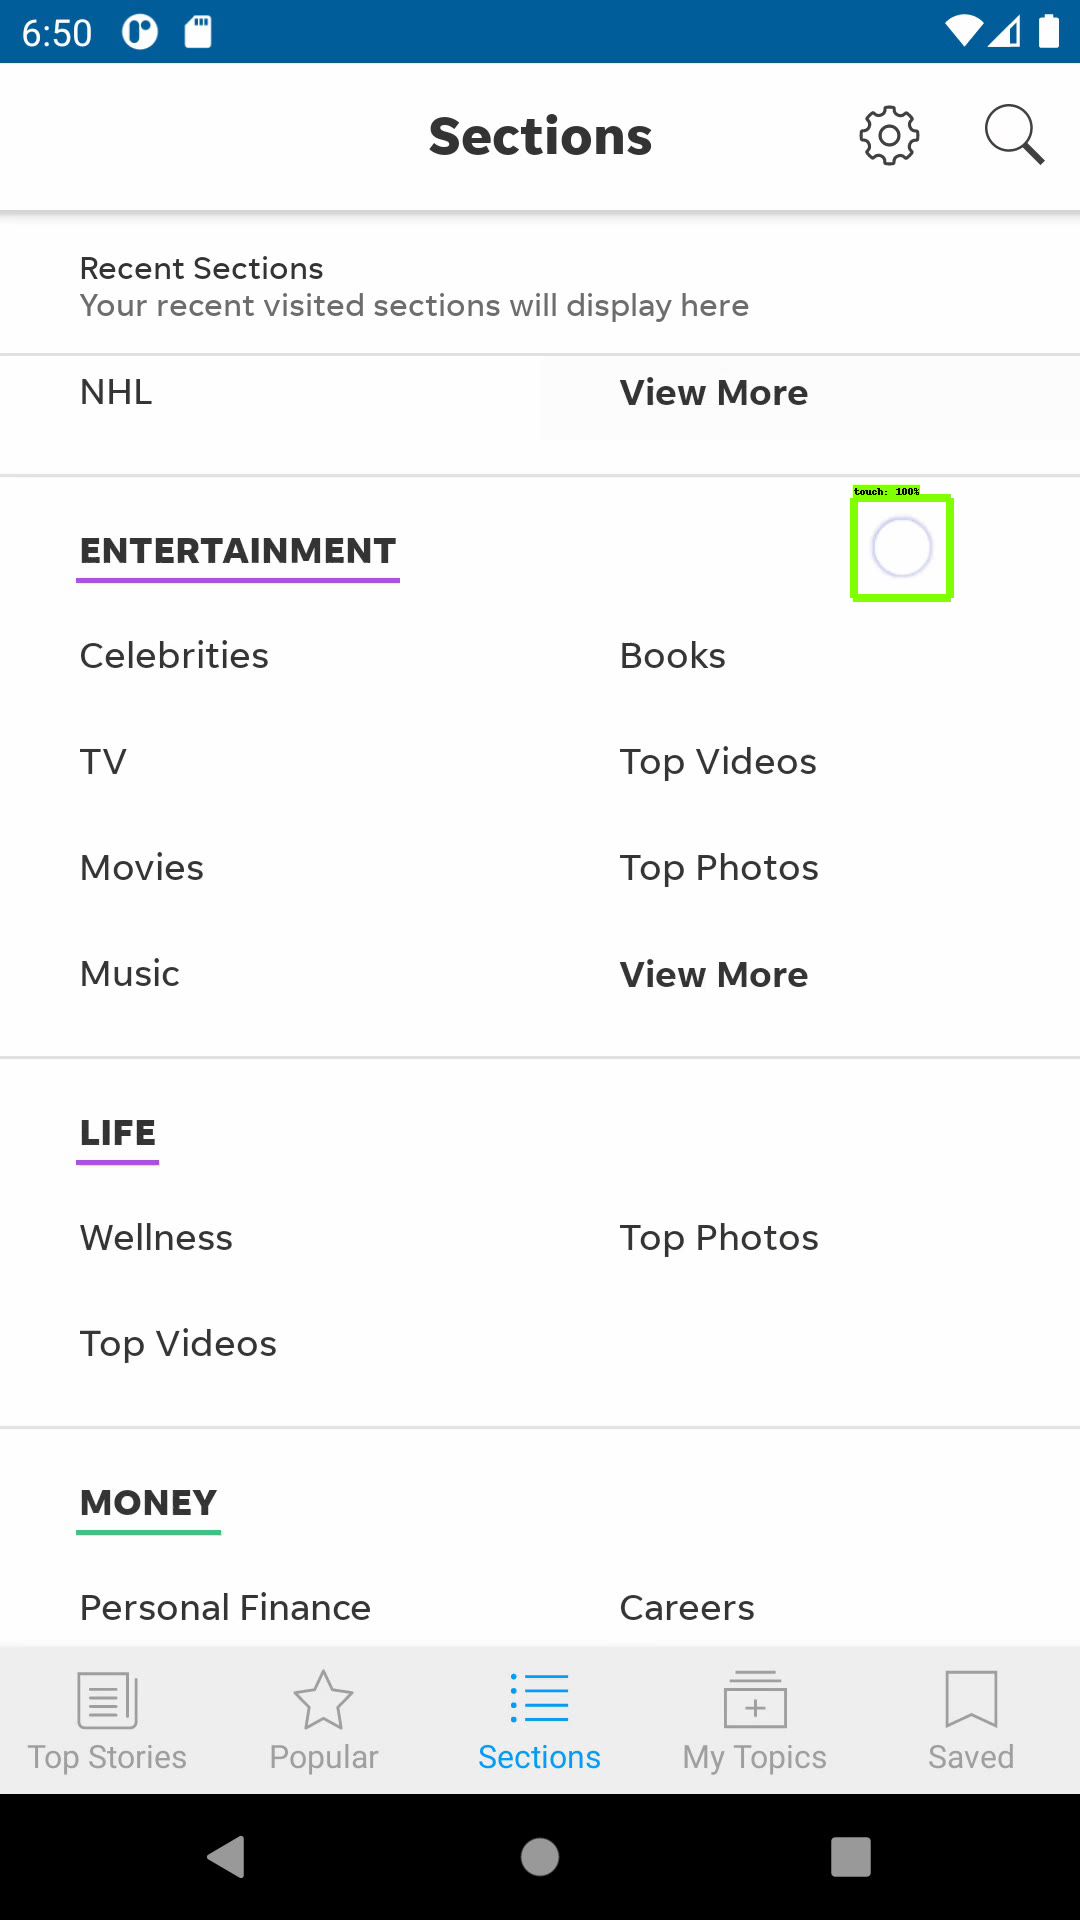 6:50
Sections
Recent Sections
Your recent visited sections will display here
NHL
View More
touch: 100%
ENTERTAINMENT
Celebrities
Books
TV
Top Videos
Movies
Top Photos
Music
View More
LIFE
Wellness
Top Photos
Top Videos
MONEY
Personal Finance
Careers
Top Stories
Popular
Sections
My Topics
Saved